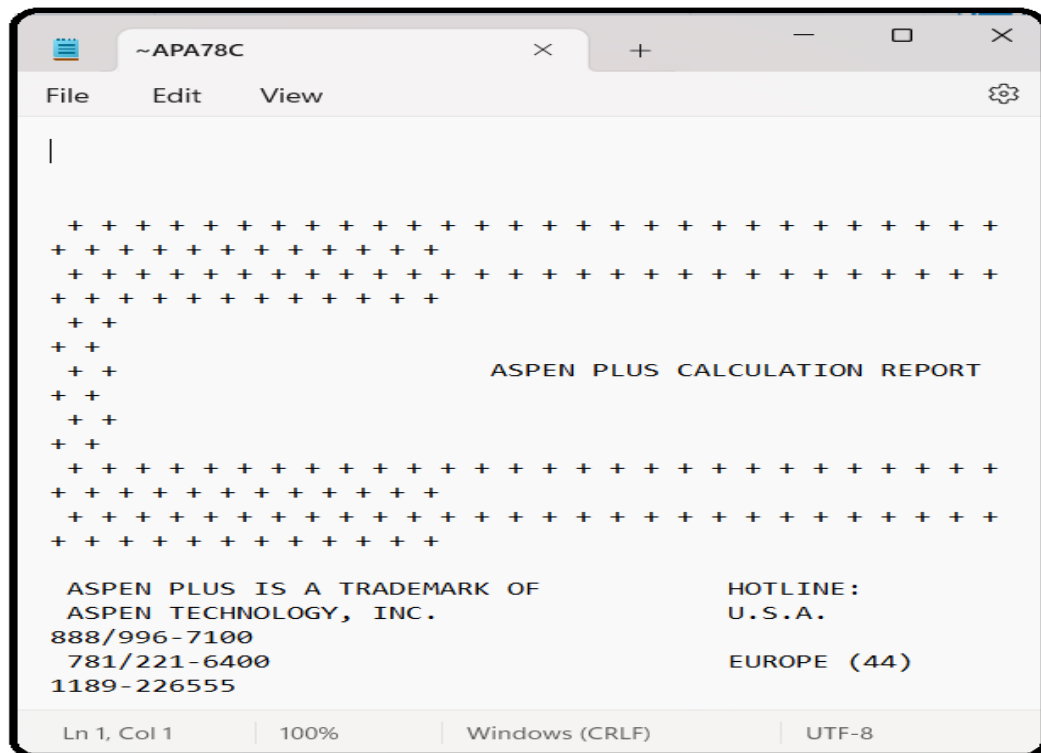 ~APA78C
File Edit View
+ + + + + + + + + + + + + + + + + + + + + + + + + + + +
+ + + + + + + + + + + +
+ + + + + + + + + + + + + + + + + + + + + + + + + + + +
+ + + + + + + + + + + +
+ +
+ +
+ + ASPEN PLUS CALCULATION REPORT
+ +
+ +
+ +
+ + + + + + + + + + + + + + + + + + + + + + + + + + + +
+ + + + + + + + + + + +
+ + + + + + + + + + + + + + + + + + + + + + + + + + + +
+ + + + + + + + + + + +
ASPEN PLUS IS A TRADEMARK OF HOTLINE:
ASPEN TECHNOLOGY, INC. U.S.A.
888/996-7100
781/221-6400 EUROPE (44)
1189-226555
Ln 1, Col 1 100% Windows (CRLF) UTF-8